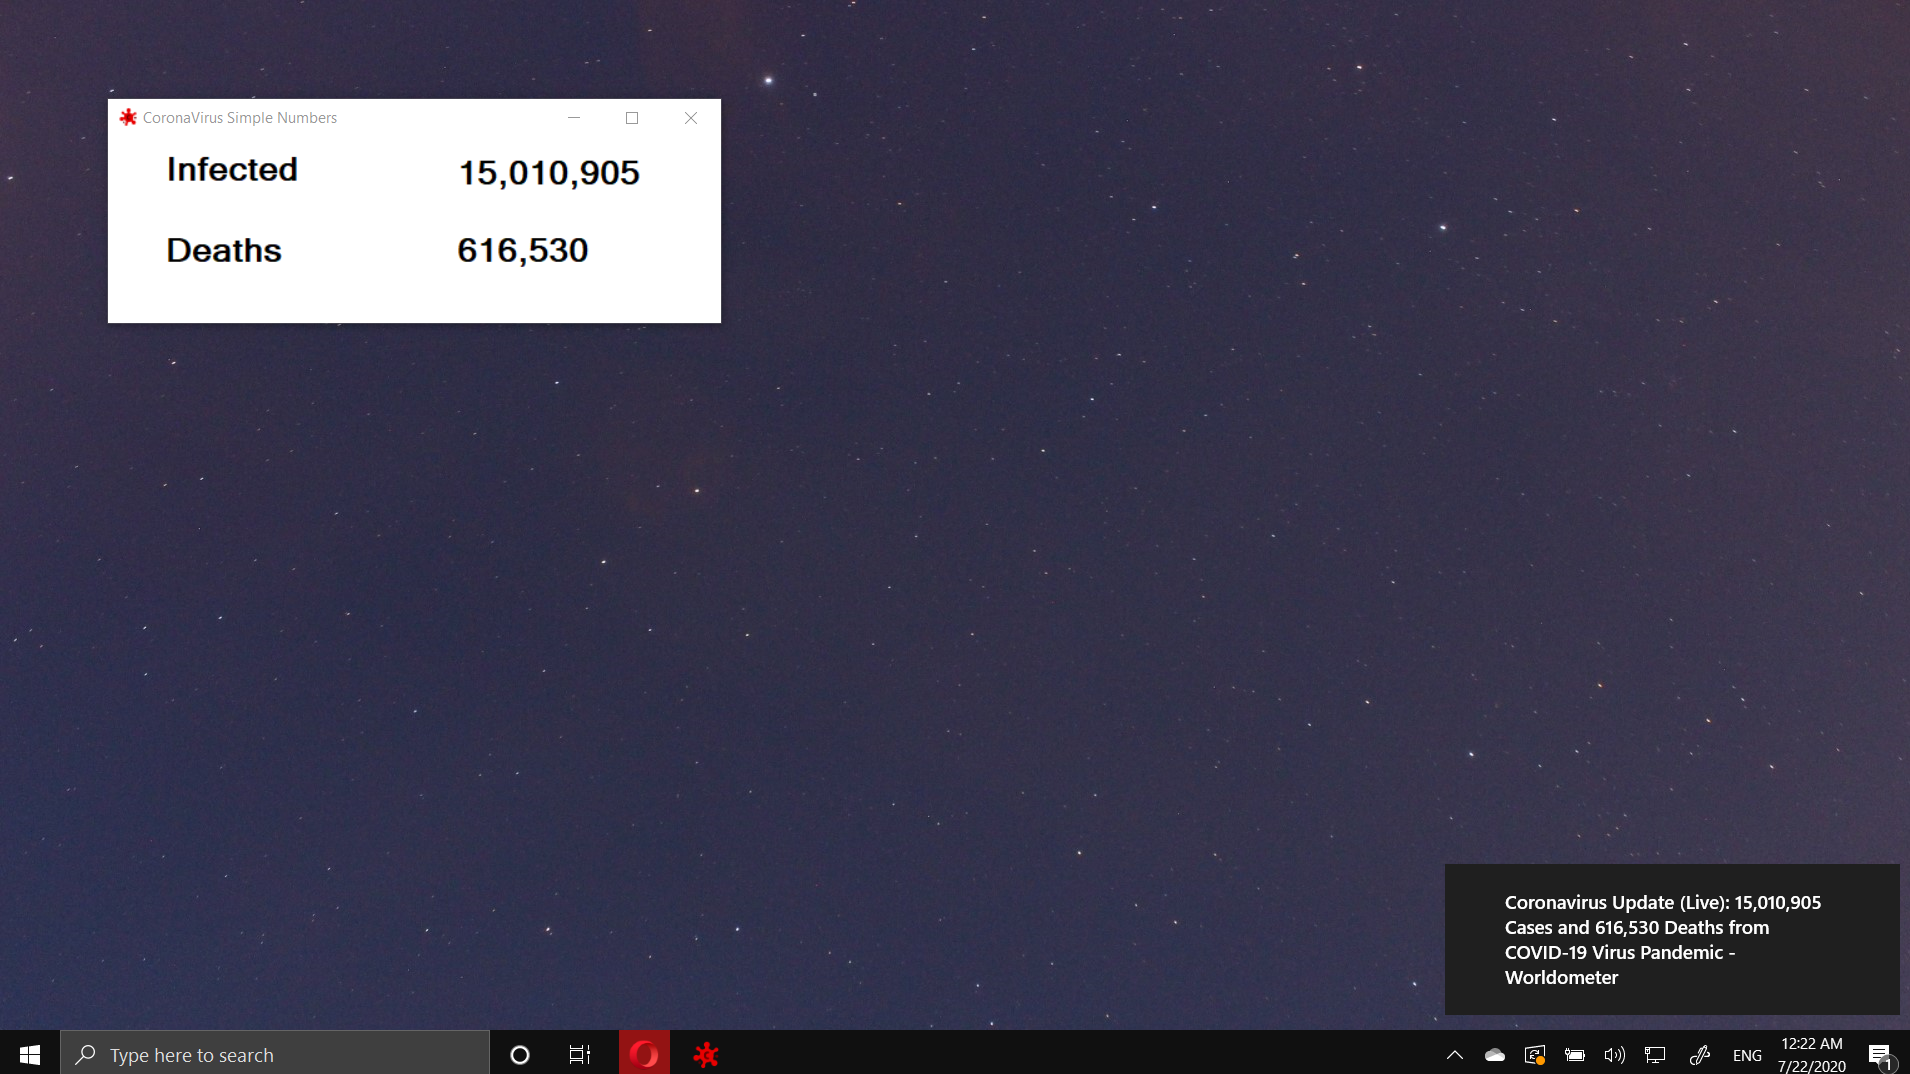 CoronaVirus Simple Numbers
Infected 15,010,905
Deaths 616,530
Coronavirus Update (Live): 15,010,905
Cases and 616,530 Deaths from
COVID-19 Virus Pandemic -
Worldometer
Type here to search
ENG
12:22 AM
7/22/2020
1